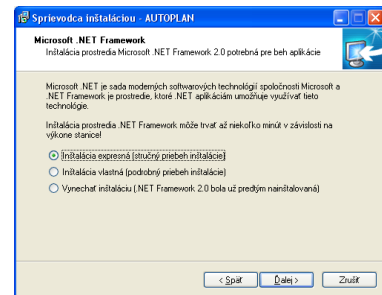 Sprievodca inštaláciou - AUTOPLAN
Microsoft .NET Framework
Inštalácia prostredia Microsoft .NET Framework 2.0 potrebná pre beh aplikácie
Microsoft .NET je sada moderných softwarových technológií spoločnosti Microsoft a
.NET Framework je prostredie, ktoré .NET aplikáciám umožňuje využívať tieto
technológie.
Inštalácia prostredia .NET Framework môže trvať až niekoľko minút v závislosti na
výkone stanice!
Inštalácia expresná (stručný priebeh inštalácie)
Inštalácia vlastná (podrobný priebeh inštalácie)
Vynechať inštaláciu (.NET Framework 2.0 bola už predtým nainštalovaná)
< Späť
Ďalej >
Zrušiť